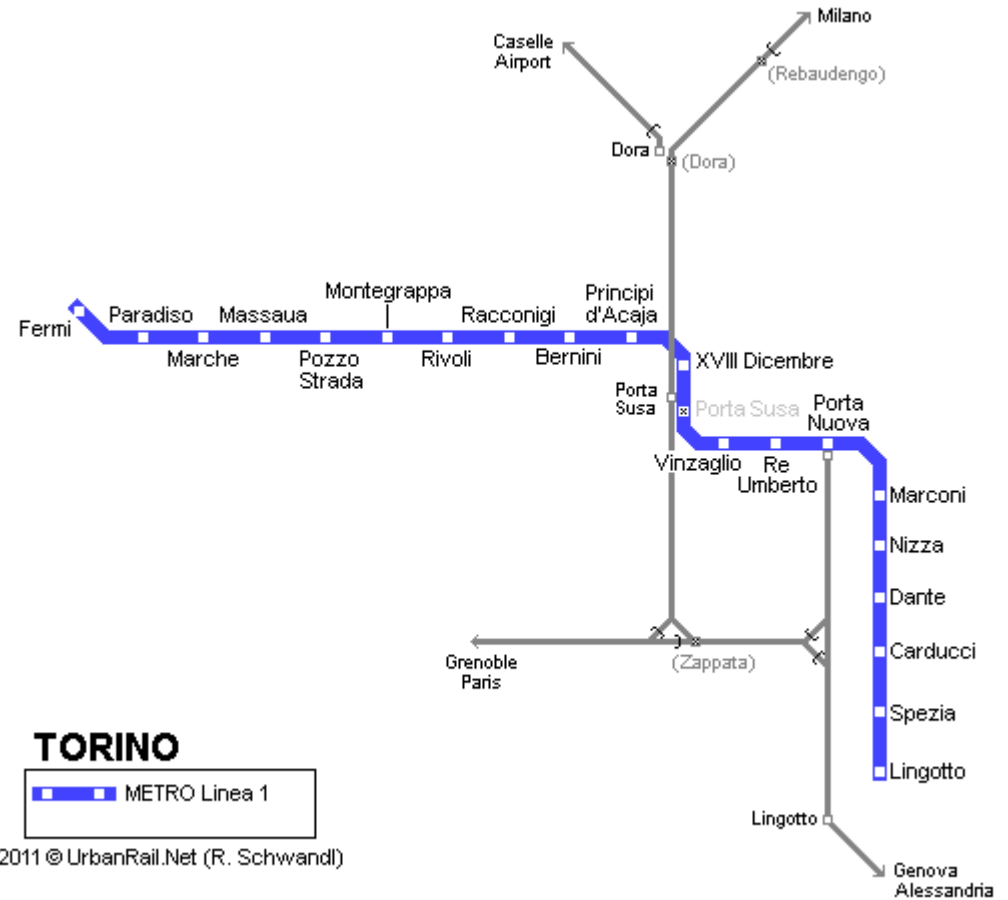 Milano
Caselle
Airport
(Rebaudengo)
Dora
(Dora)
Montegrappa
Principi
d'Acaja
Paradiso
Massaua
Racconigi
Fermi
Marche
Pozzo
Strada
Rivoli
Bernini
XVIII Dicembre
Porta
Susa
Porta Susa
Porta
Nuova
Vinzaglio
Re
Umberto
Marconi
Nizza
Dante
Carducci
Grenoble
Paris
(Zappata)
Spezia
TORINO
Lingotto
METRO Linea 1
Lingotto
2011 © UrbanRail.Net (R. Schwandl)
Genova
Alessandria